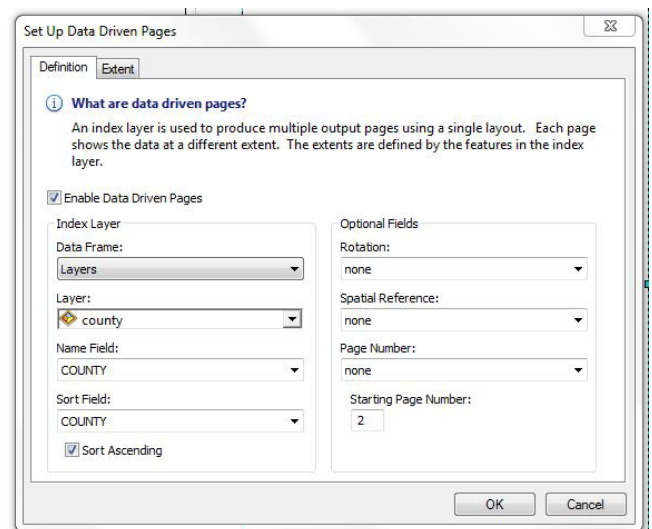 Set Up Data Driven Pages
Definition
Extent
What are data driven pages?
An index layer is used to produce multiple output pages using a single layout. Each page
shows the data at a different extent. The extents are defined by the features in the index
layer.
Enable Data Driven Pages
Index Layer
Data Frame:
Layers
Layer:
county
Name Field:
COUNTY
Sort Field:
COUNTY
Sort Ascending
Optional Fields
Rotation:
none
Spatial Reference:
none
Page Number:
none
Starting Page Number:
2
OK
Cancel